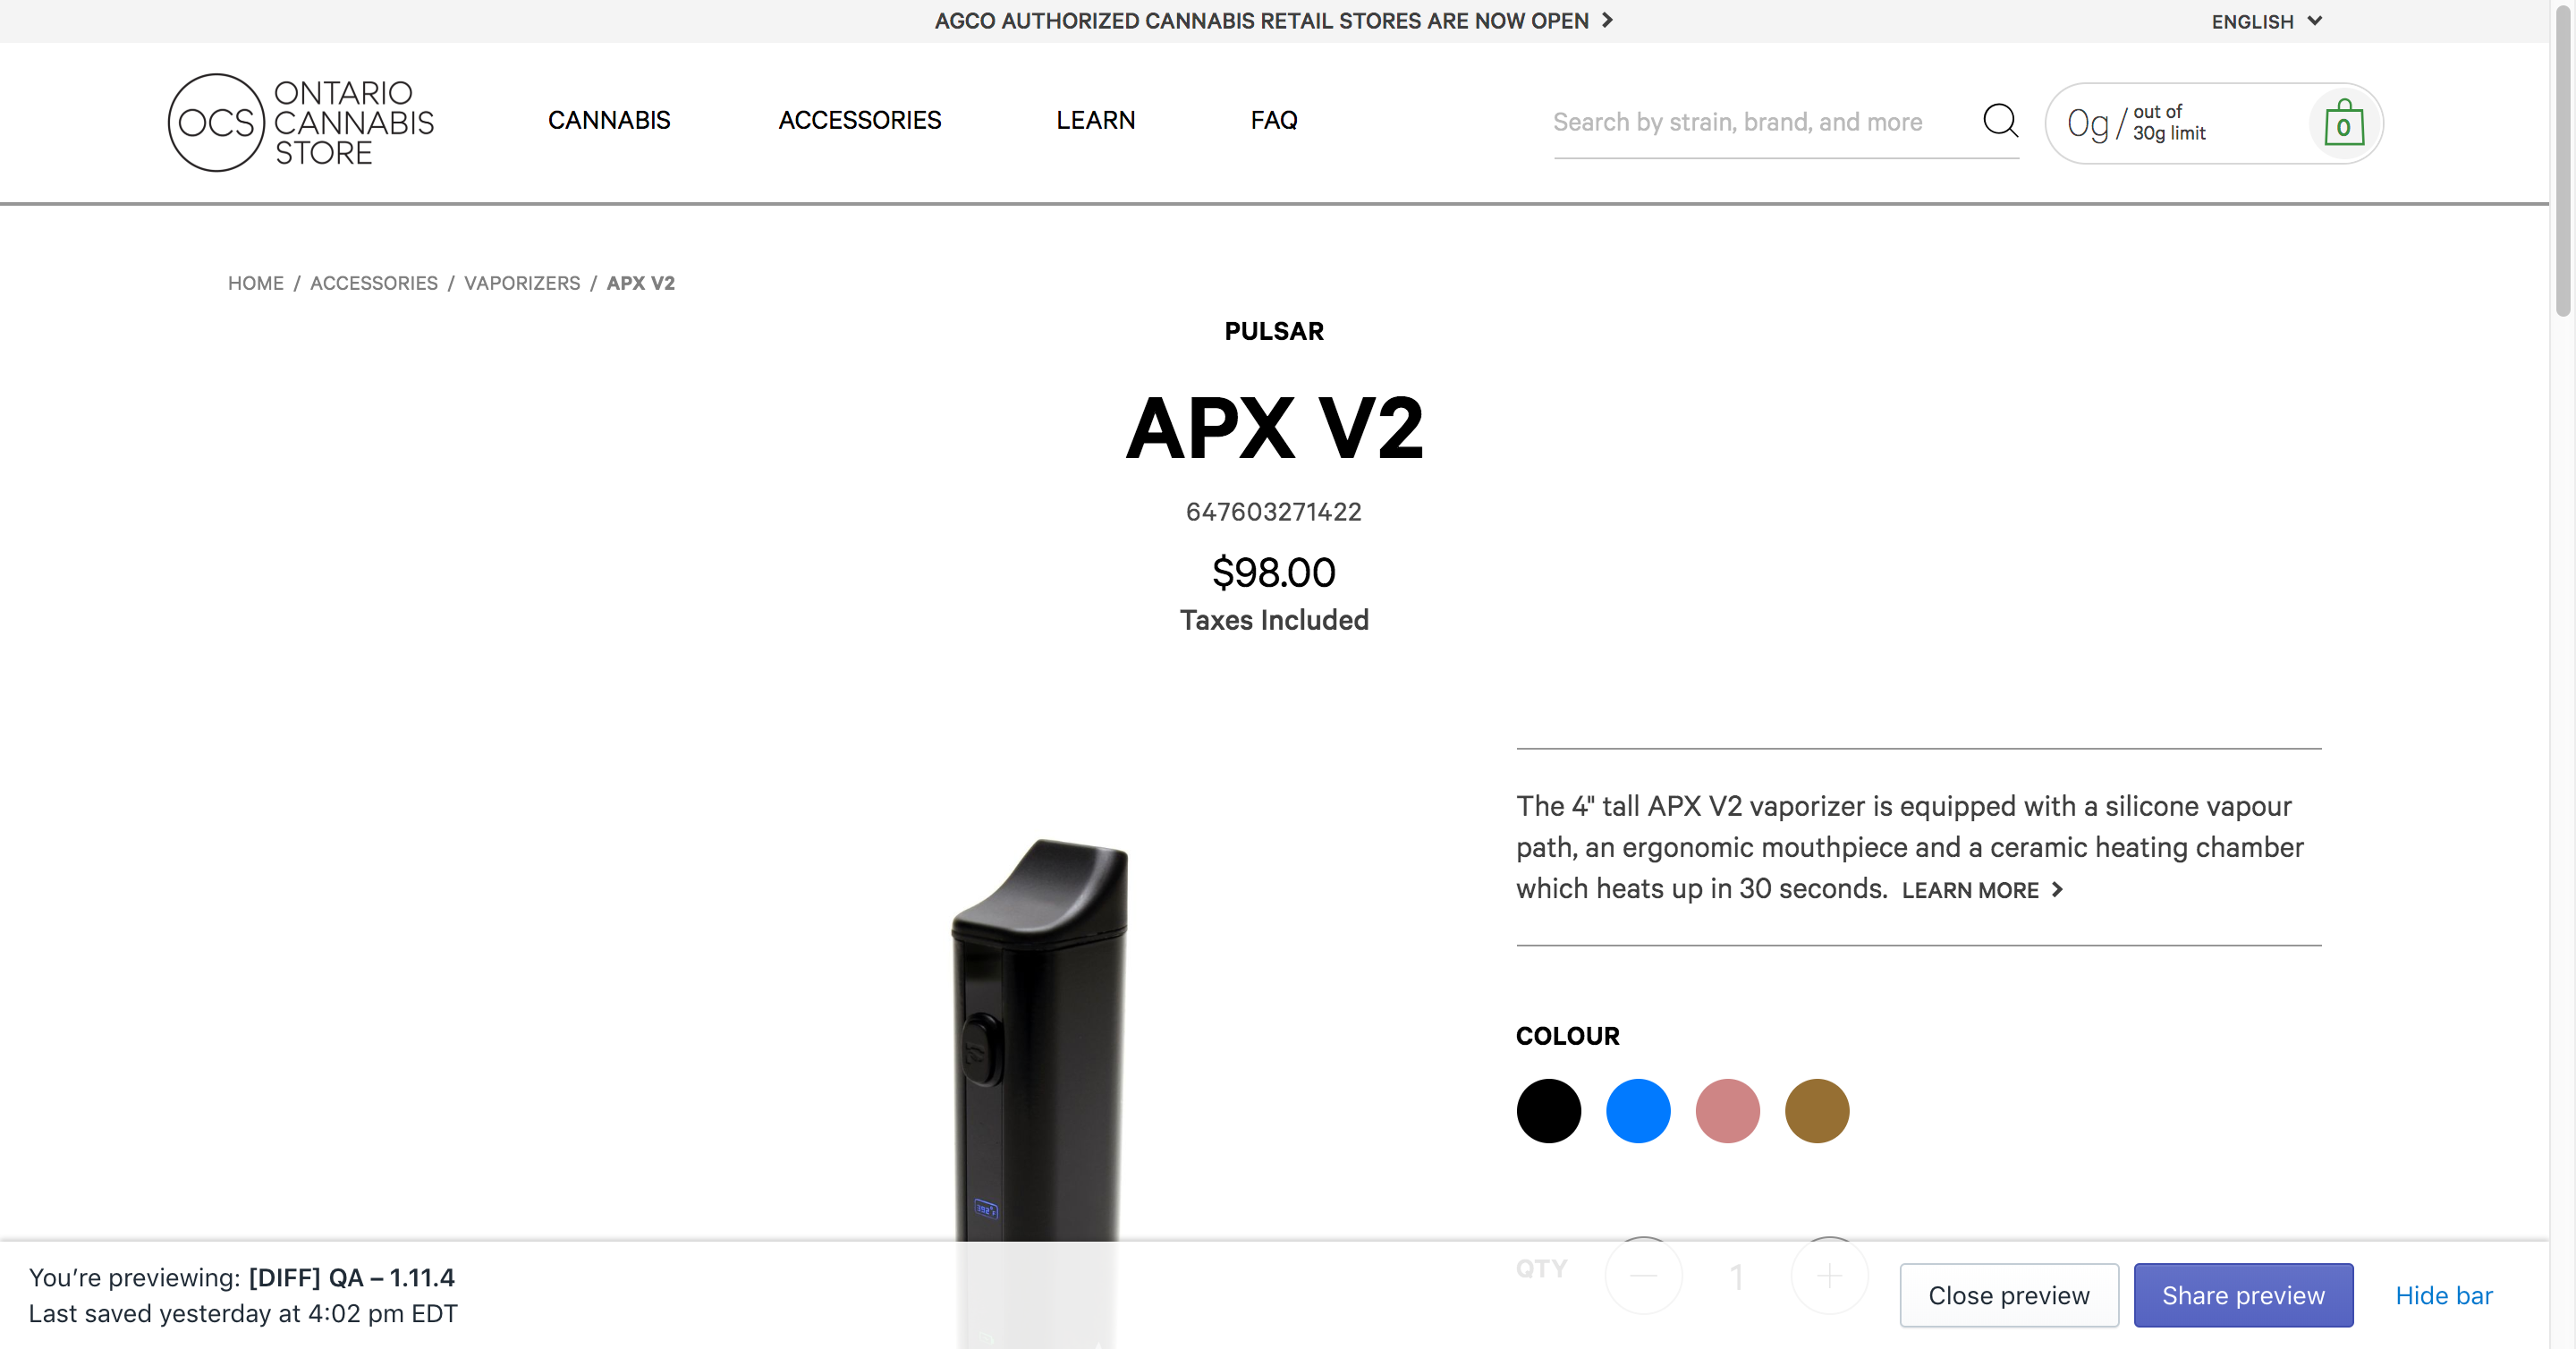 AGCO AUTHORIZED CANNABIS RETAIL STORES ARE NOW OPEN
ENGLISH
OCS
ONTARIO
CANNABIS
STORE
CANNABIS
ACCESSORIES
LEARN
FAQ
Search by strain, brand, and more
0g/
out of
30g limit
0
HOME / ACCESSORIES / VAPORIZERS / APX V2
PULSAR
APX V2
647603271422
$98.00
Taxes Included
The 4" tall APX V2 vaporizer is equipped with a silicone vapour
path, an ergonomic mouthpiece and a ceramic heating chamber
which heats up in 30 seconds. LEARN MORE
COLOUR
QTY
1
You’re previewing: [DIFF] QA – 1.11.4
Last saved yesterday at 4:02 pm EDT
Close preview
Share preview
Hide bar